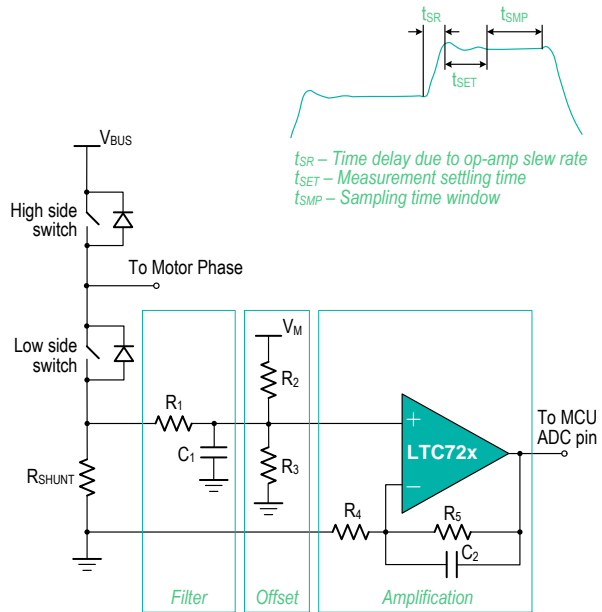 tSR
tSMP
tSET
tSR – Time delay due to op-amp slew rate
tSET – Measurement settling time
tSMP – Sampling time window
VBUS
High side
switch
To Motor Phase
Low side
switch
VM
R2
R1
C1
R3
RSHUNT
+
LTC72x
−
To MCU
ADC pin
R4
R5
C2
Filter
Offset
Amplification